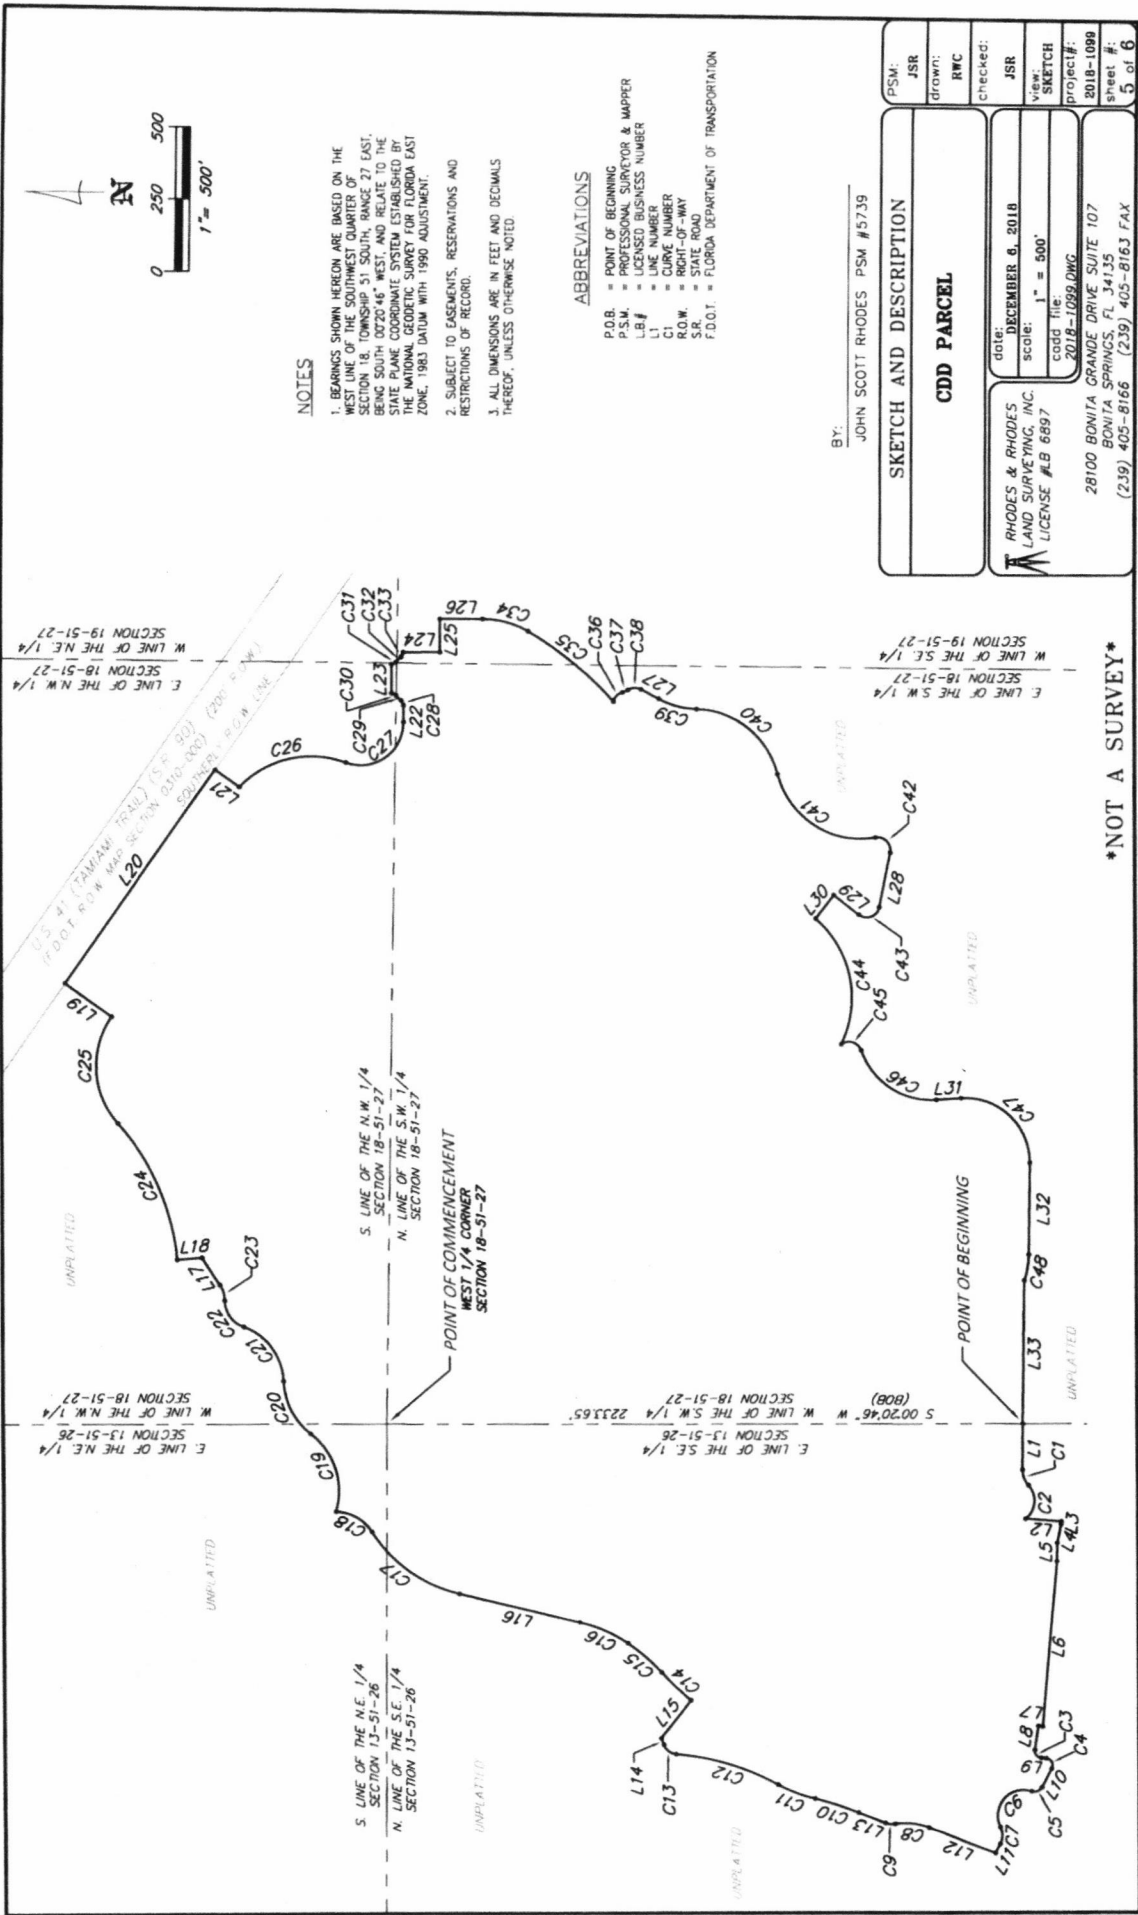 0 250 500
1"= 500'
N
NOTES
1. BEARINGS SHOWN HEREON ARE BASED ON THE
WEST LINE OF THE SOUTHWEST QUARTER OF
SECTION 18, TOWNSHIP 51 SOUTH, RANGE 27 EAST,
BEING SOUTH 00°20'46" WEST, AND RELATE TO THE
STATE PLANE COORDINATE SYSTEM ESTABLISHED BY
THE NATIONAL GEODETIC SURVEY FOR FLORIDA EAST
ZONE, 1983 DATUM WITH 1990 ADJUSTMENT.
2. SUBJECT TO EASEMENTS, RESERVATIONS AND
RESTRICTIONS OF RECORD.
3. ALL DIMENSIONS ARE IN FEET AND DECIMALS
THEREOF, UNLESS OTHERWISE NOTED.
ABBREVIATIONS
P.O.B. = POINT OF BEGINNING
P.S.M. = PROFESSIONAL SURVEYOR & MAPPER
L.B.# = LICENSED BUSINESS NUMBER
L1 = LINE NUMBER
C1 = CURVE NUMBER
R.O.W. = RIGHT-OF-WAY
S.R. = STATE ROAD
F.D.O.T. = FLORIDA DEPARTMENT OF TRANSPORTATION
BY:
JOHN SCOTT RHODES PSM #5739
SKETCH AND DESCRIPTION
CDD PARCEL
RHODES & RHODES
LAND SURVEYING, INC.
LICENSE #LB 6897
date:
DECEMBER 6, 2018
scale:
1" = 500'
cadd file:
2018-1099.DWG
28100 BONITA GRANDE DRIVE SUITE 107
BONITA SPRINGS, FL 34135
(239) 405-8166 (239) 405-8163 FAX
PSM:
JSR
drawn:
RWC
checked:
JSR
view:
SKETCH
project#:
2018-1099
sheet #:
5 of 6
*NOT A SURVEY*
U.S. 41 (TAMIAMI TRAIL) (S.R. 90) (200' R.O.W.)
(F.D.O.T. R.O.W. MAP SECTION 0310-000)
SOUTHERLY R.O.W. LINE
W. LINE OF THE N.E. 1/4
SECTION 19-51-27
E. LINE OF THE N.W. 1/4
SECTION 18-51-27
W. LINE OF THE S.E. 1/4
SECTION 19-51-27
E. LINE OF THE S.W. 1/4
SECTION 18-51-27
S. LINE OF THE N.W. 1/4
SECTION 18-51-27
N. LINE OF THE S.W. 1/4
SECTION 18-51-27
POINT OF COMMENCEMENT
WEST 1/4 CORNER
SECTION 18-51-27
W. LINE OF THE N.W. 1/4
SECTION 18-51-27
E. LINE OF THE N.E. 1/4
SECTION 13-51-26
S 00°20'46" W 2233.65'
(BOB)
W. LINE OF THE S.W. 1/4
SECTION 18-51-27
E. LINE OF THE S.E. 1/4
SECTION 13-51-26
S. LINE OF THE N.E. 1/4
SECTION 13-51-26
N. LINE OF THE S.E. 1/4
SECTION 13-51-26
POINT OF BEGINNING
UNPLATTED
UNPLATTED
UNPLATTED
UNPLATTED
UNPLATTED
UNPLATTED
UNPLATTED
L1
C1
C2
L2
L3
L4
L5
L6
L7
L8
C3
L9
C4
L10
C5
C6
C7
L11
L12
C8
C9
L13
C10
C11
C12
C13
L14
L15
C14
C15
C16
L16
C17
C18
C19
C20
C21
C22
C23
L17
L18
C24
C25
L19
L20
L21
C26
C27
L22
C28
C29
C30
L23
C31
C32
C33
L24
L25
L26
C34
C35
C36
C37
C38
L27
C39
C40
C41
C42
L28
C43
L29
L30
C44
C45
C46
L31
C47
L32
C48
L33